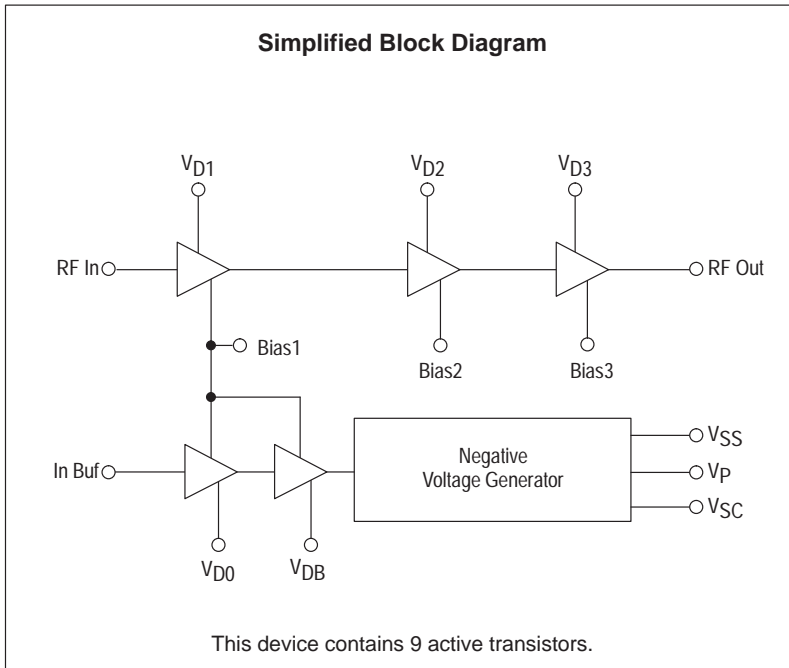 Simplified Block Diagram
VD1
VD2
VD3
RF In
RF Out
Bias1
Bias2
Bias3
In Buf
Negative
Voltage Generator
VSS
VP
VSC
VD0
VDB
This device contains 9 active transistors.